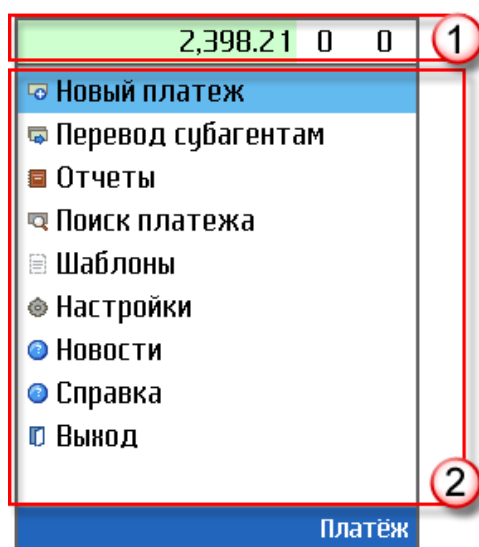 2,398.21 0 0 1
Новый платеж
Перевод субагентам
Отчеты
Поиск платежа
Шаблоны
Настройки
Новости
Справка
Выход
2
Платёж